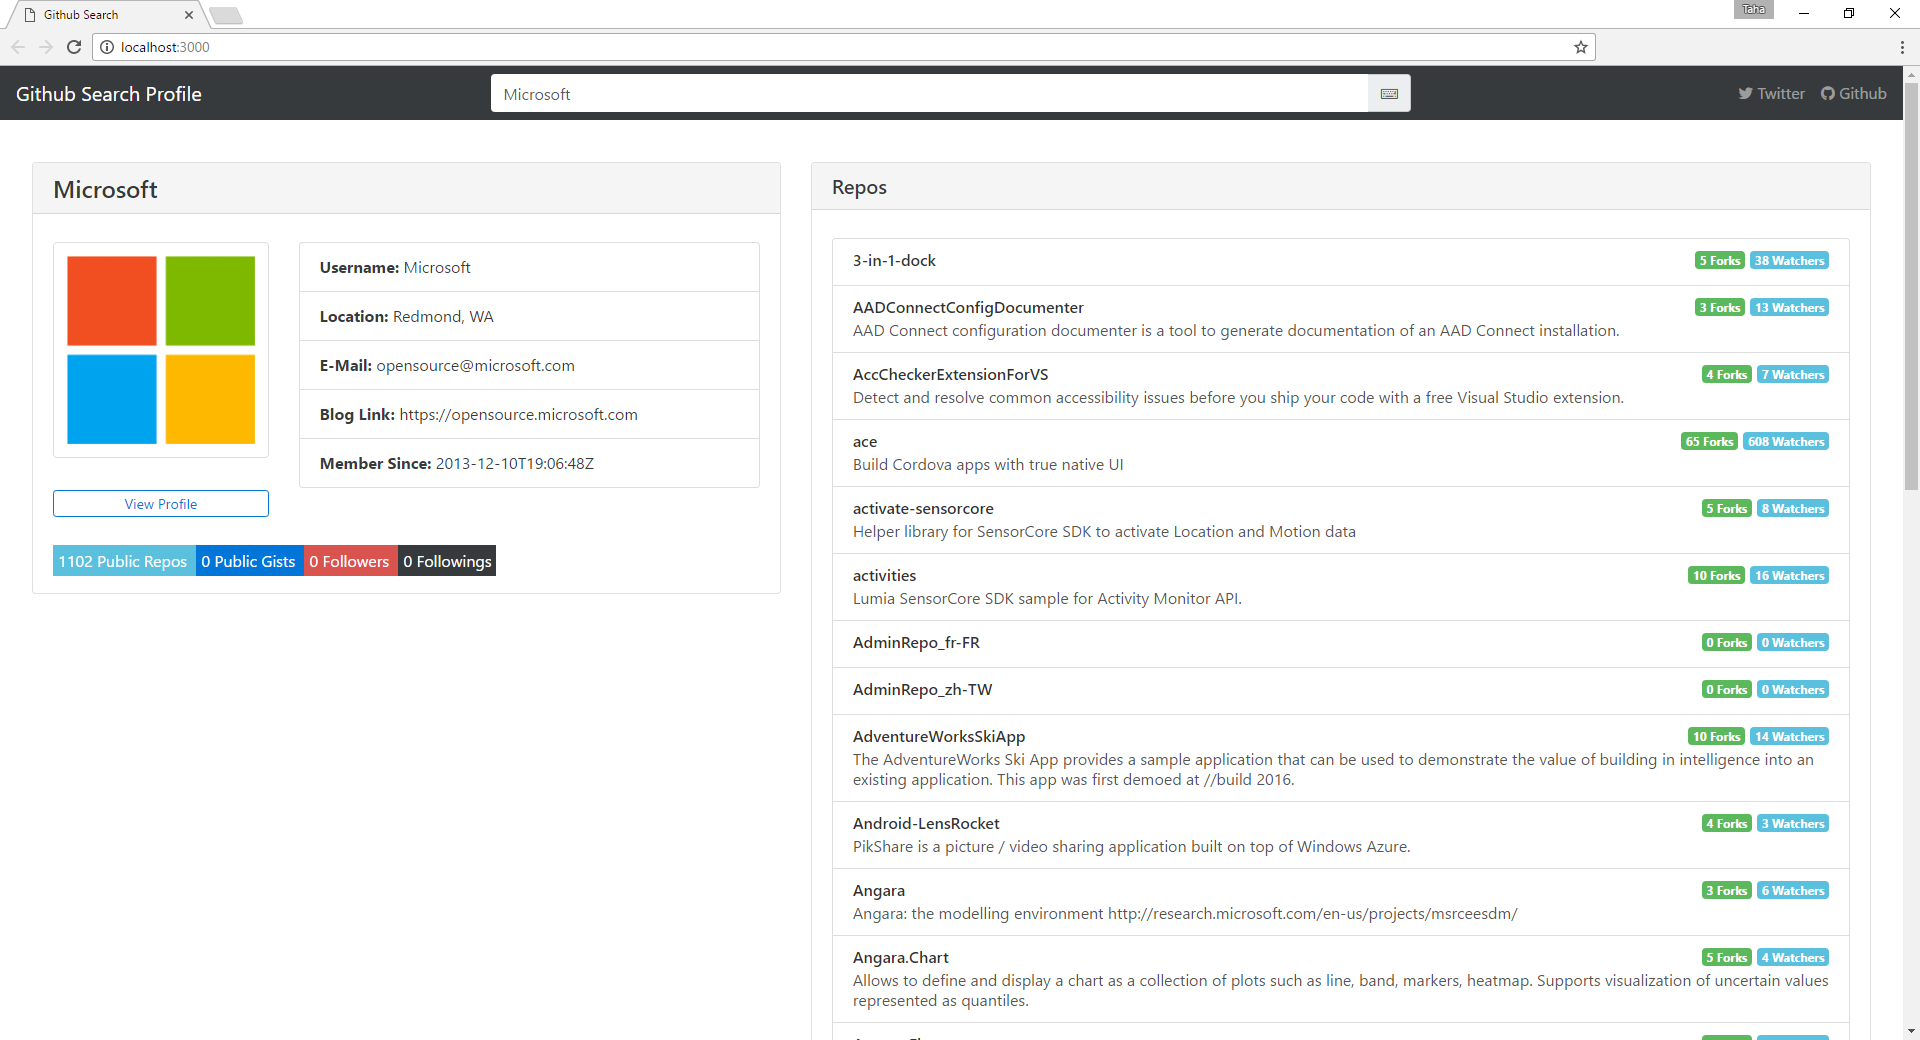 Github Search
Taha
localhost:3000
Github Search Profile
Microsoft
Twitter
Github
Microsoft
Username: Microsoft
Location: Redmond, WA
E-Mail: opensource@microsoft.com
Blog Link: https://opensource.microsoft.com
Member Since: 2013-12-10T19:06:48Z
View Profile
1102 Public Repos 0 Public Gists 0 Followers 0 Followings
Repos
3-in-1-dock 5 Forks 38 Watchers
AADConnectConfigDocumenter 3 Forks 13 Watchers
AAD Connect configuration documenter is a tool to generate documentation of an AAD Connect installation.
AccCheckerExtensionForVS 4 Forks 7 Watchers
Detect and resolve common accessibility issues before you ship your code with a free Visual Studio extension.
ace 65 Forks 608 Watchers
Build Cordova apps with true native UI
activate-sensorcore 5 Forks 8 Watchers
Helper library for SensorCore SDK to activate Location and Motion data
activities 10 Forks 16 Watchers
Lumia SensorCore SDK sample for Activity Monitor API.
AdminRepo_fr-FR 0 Forks 0 Watchers
AdminRepo_zh-TW 0 Forks 0 Watchers
AdventureWorksSkiApp 10 Forks 14 Watchers
The AdventureWorks Ski App provides a sample application that can be used to demonstrate the value of building in intelligence into an
existing application. This app was first demoed at //build 2016.
Android-LensRocket 4 Forks 3 Watchers
PikShare is a picture / video sharing application built on top of Windows Azure.
Angara 3 Forks 6 Watchers
Angara: the modelling environment http://research.microsoft.com/en-us/projects/msrceesdm/
Angara.Chart 5 Forks 4 Watchers
Allows to define and display a chart as a collection of plots such as line, band, markers, heatmap. Supports visualization of uncertain values
represented as quantiles.